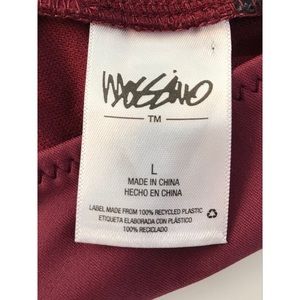 mossimo
TM
L
MADE IN CHINA
HECHO EN CHINA
LABEL MADE FROM 100% RECYCLED PLASTIC
ETIQUETA ELABORADA CON PLÁSTICO
100% RECICLADO